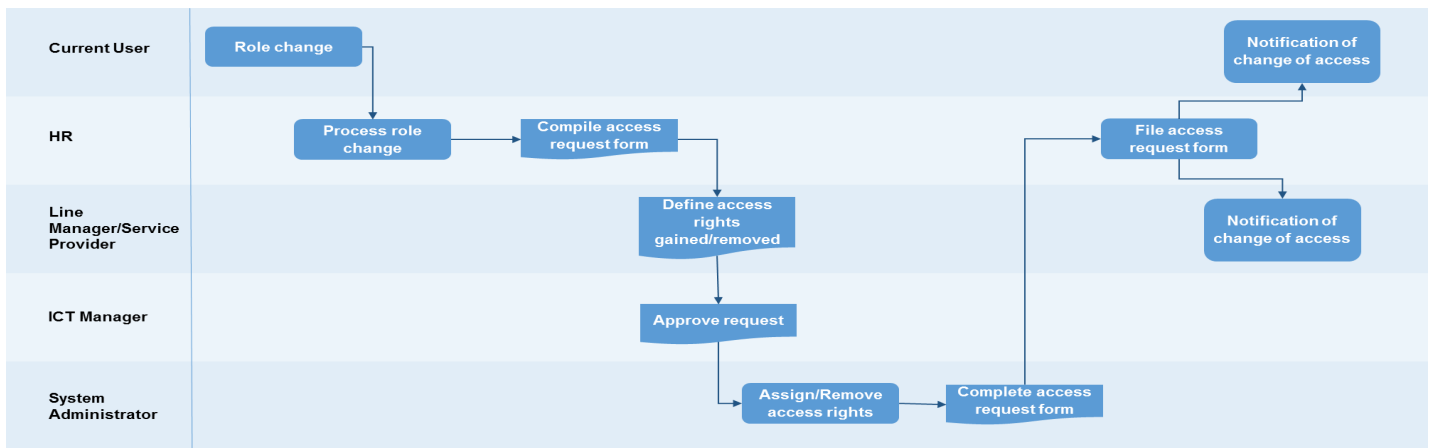 Current User
Role change
Notification of
change of access
HR
Process role
change
Compile access
request form
File access
request form
Line
Manager/Service
Provider
Define access
rights
gained/removed
Notification of
change of access
ICT Manager
Approve request
System
Administrator
Assign/Remove
access rights
Complete access
request form